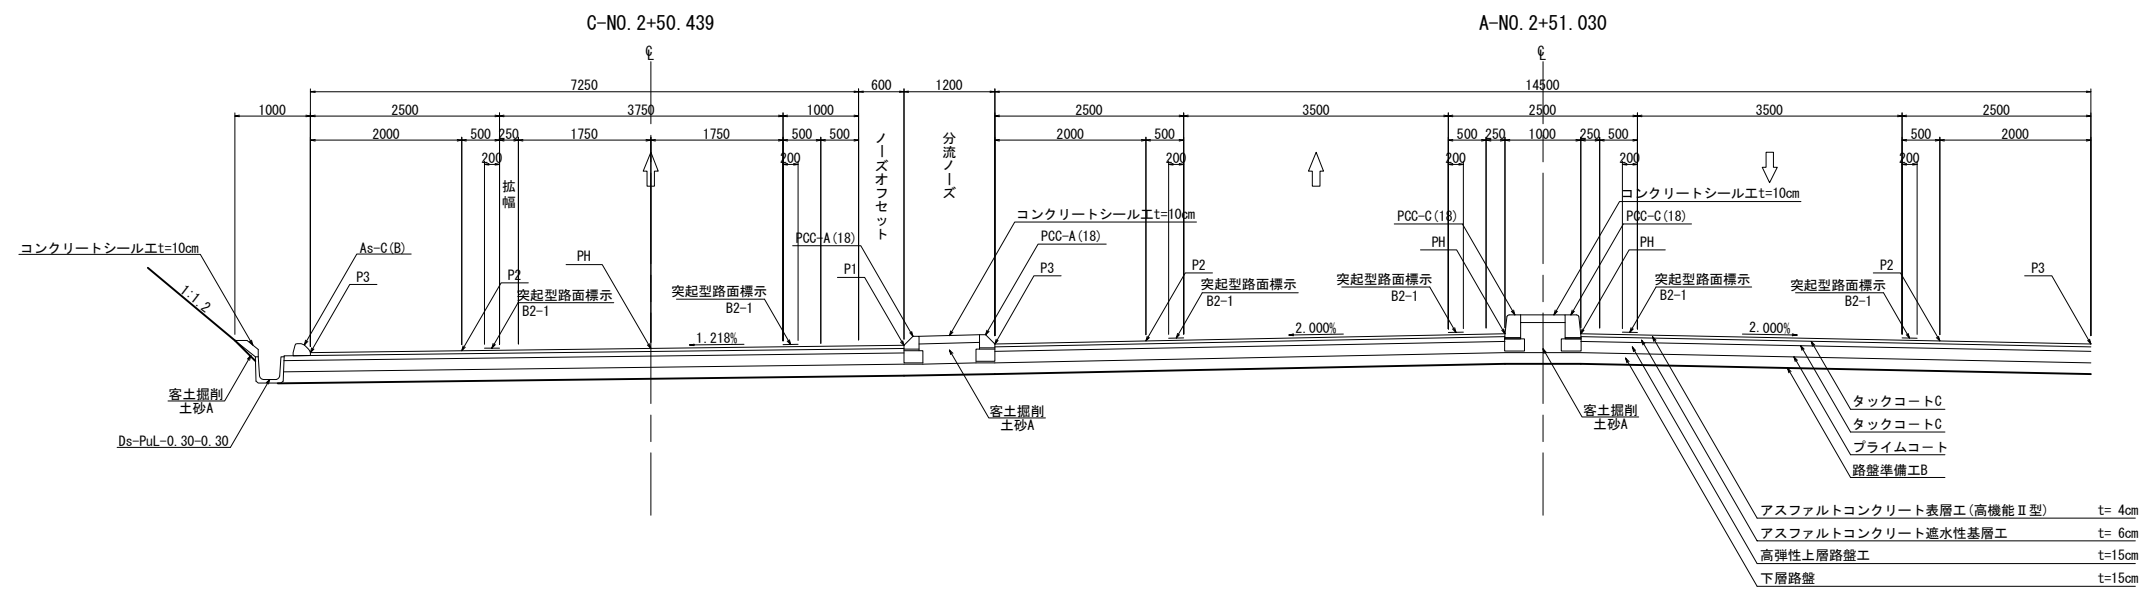 C-NO.2+50.439
A-NO.2+51.030
℄
℄
7250
600
1200
14500
1000
2500
3750
1000
2500
3500
2500
3500
2500
2000
500
250
1750
1750
500
500
2000
500
500
250
1000
250
500
500
2000
200
200
200
200
200
200
拡幅
ノーズオフセット
分流ノーズ
コンクリートシール工t=10cm
As-C(B)
P3
1:1.2
PH
P2
突起型路面標示
B2-1
突起型路面標示
B2-1
PCC-A(18)
P1
コンクリートシール工t=10cm
PCC-A(18)
P3
P2
突起型路面標示
B2-1
突起型路面標示
B2-1
PCC-C(18)
PH
コンクリートシール工t=10cm
PCC-C(18)
PH
突起型路面標示
B2-1
突起型路面標示
B2-1
P2
P3
1.218%
2.000%
2.000%
客土掘削
土砂A
Ds-PuL-0.30-0.30
客土掘削
土砂A
客土掘削
土砂A
タックコートC
タックコートC
プライムコート
路盤準備工B
アスファルトコンクリート表層工(高機能Ⅱ型) t= 4cm
アスファルトコンクリート遮水性基層工 t= 6cm
高弾性上層路盤工 t=15cm
下層路盤 t=15cm